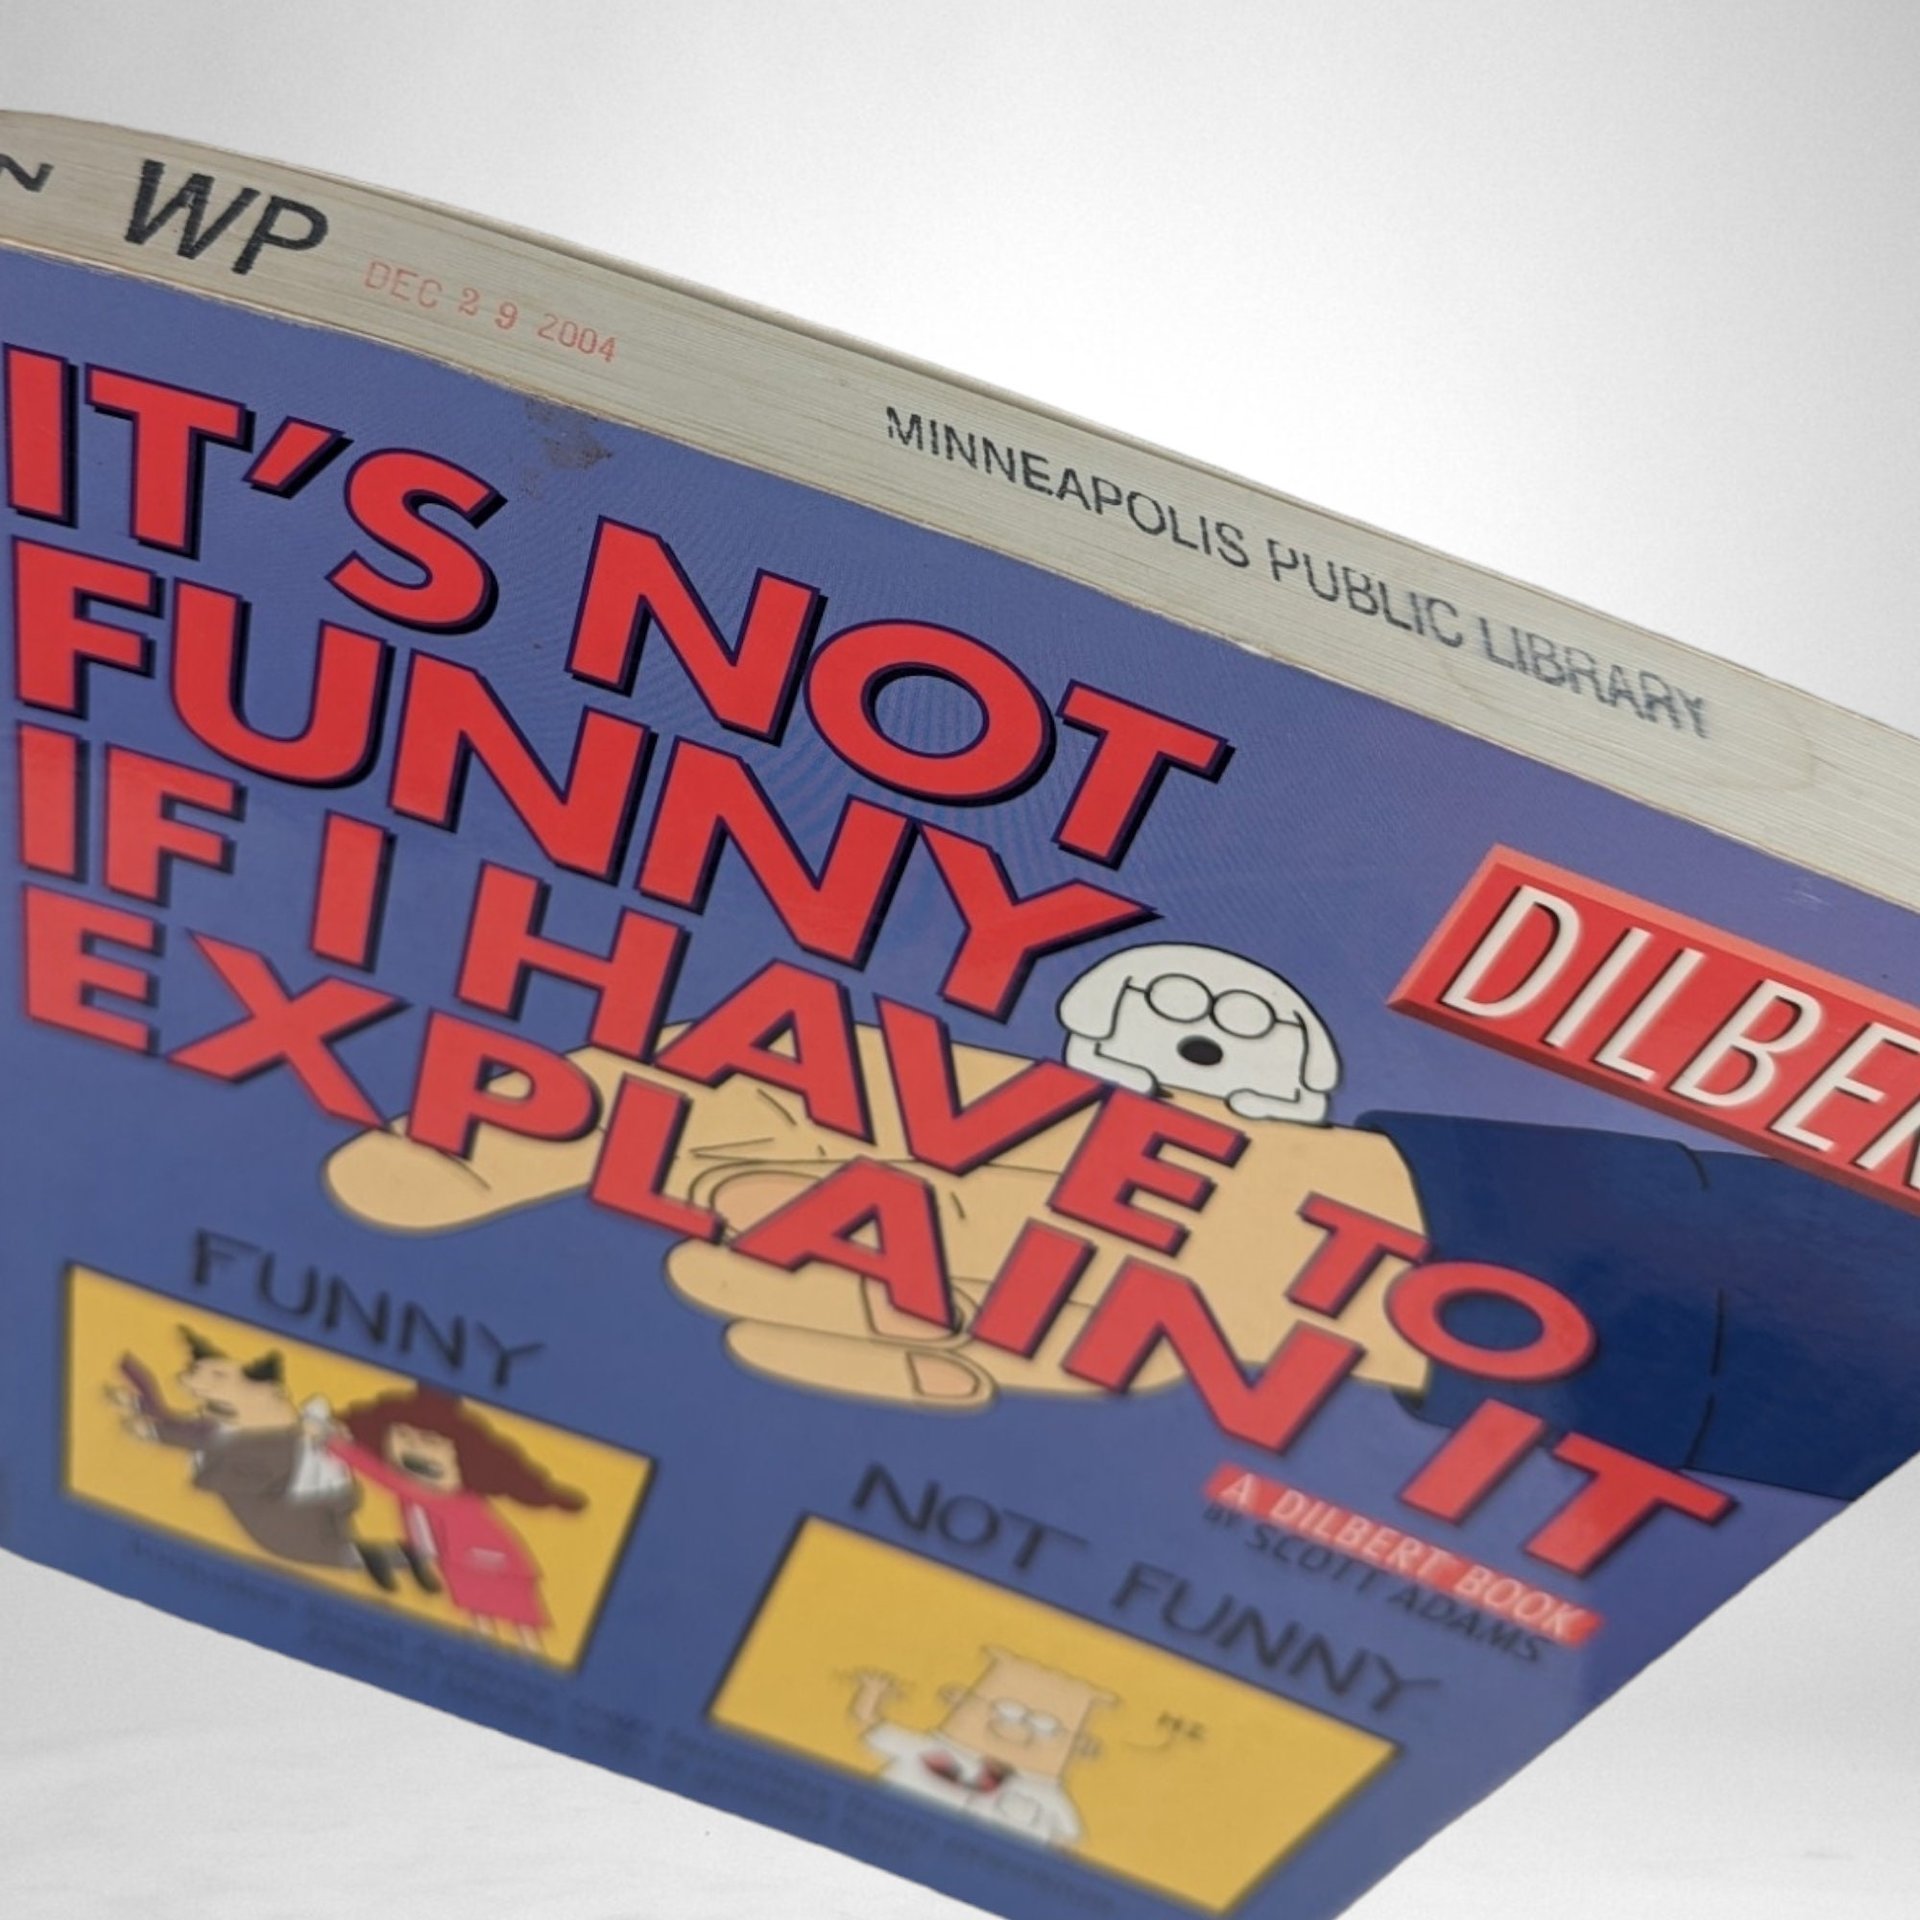 N WP
DEC 29 2004
MINNEAPOLIS PUBLIC LIBRARY
IT'S NOT
FUNNY
IF I HAVE TO
EXPLAIN IT
DILBER
A DILBERT BOOK
BY SCOTT ADAMS
FUNNY
NOT FUNNY